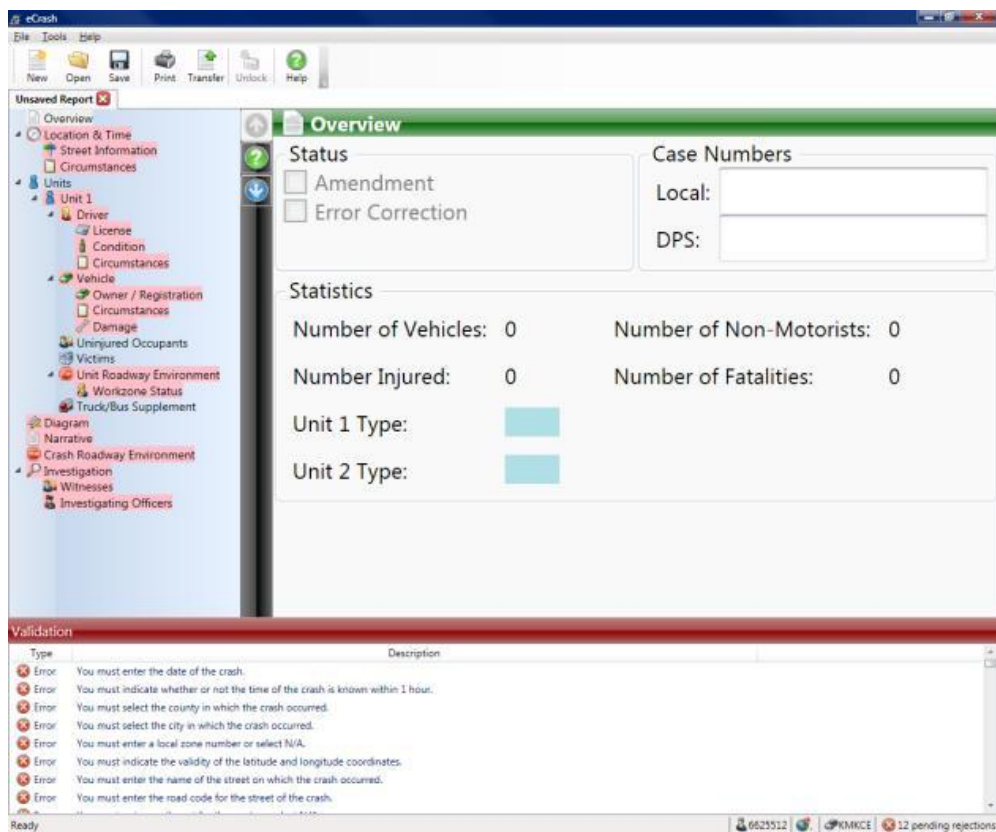 eCrash
File Tools Help
New Open Save Print Transfer Unlock Help
Unsaved Report
Overview
Location & Time
Street Information
Circumstances
Units
Unit 1
Driver
License
Condition
Circumstances
Vehicle
Owner / Registration
Circumstances
Damage
Uninjured Occupants
Victims
Unit Roadway Environment
Workzone Status
Truck/Bus Supplement
Diagram
Narrative
Crash Roadway Environment
Investigation
Witnesses
Investigating Officers
Overview
Status
Amendment
Error Correction
Case Numbers
Local:
DPS:
Statistics
Number of Vehicles: 0 Number of Non-Motorists: 0
Number Injured: 0 Number of Fatalities: 0
Unit 1 Type:
Unit 2 Type:
Validation
Type Description
Error You must enter the date of the crash.
Error You must indicate whether or not the time of the crash is known within 1 hour.
Error You must select the county in which the crash occurred.
Error You must select the city in which the crash occurred.
Error You must enter a local zone number or select N/A.
Error You must indicate the validity of the latitude and longitude coordinates.
Error You must enter the name of the street on which the crash occurred.
Error You must enter the road code for the street of the crash.
Ready 6625512 KMKCE 12 pending rejections